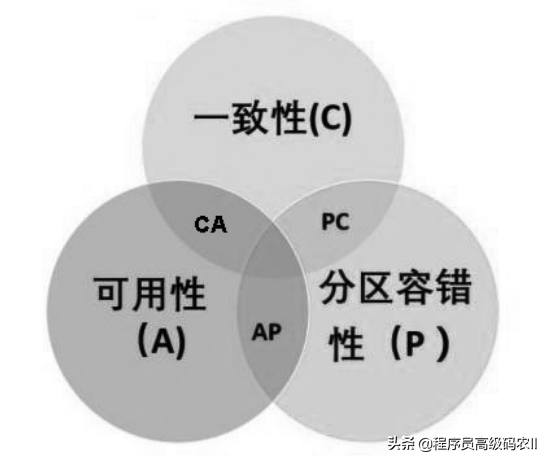 一致性(C)
CA
PC
可用性
(A)
分区容错
性（P ）
AP
头条 @程序员高级码农II